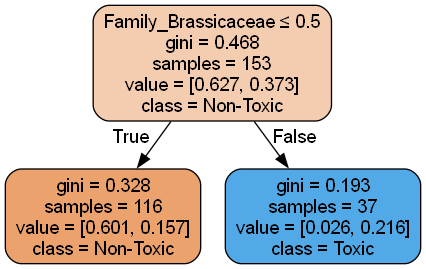 Family_Brassicaceae ≤ 0.5
gini = 0.468
samples = 153
value = [0.627, 0.373]
class = Non-Toxic
True
False
gini = 0.328
samples = 116
value = [0.601, 0.157]
class = Non-Toxic
gini = 0.193
samples = 37
value = [0.026, 0.216]
class = Toxic